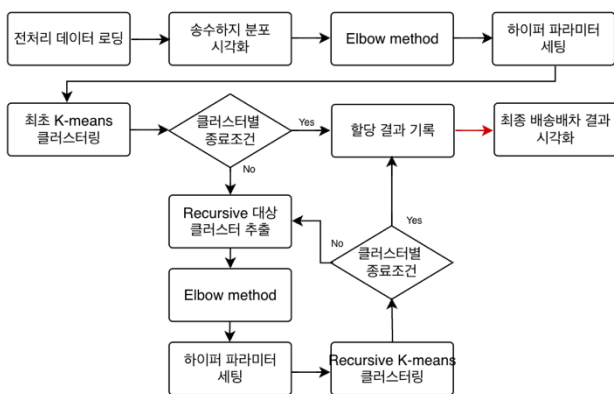 전처리 데이터 로딩
송수하지 분포
시각화
Elbow method
하이퍼 파라미터
세팅
최초 K-means
클러스터링
클러스터별
종료조건
Yes
할당 결과 기록
최종 배송배차 결과
시각화
No
Recursive 대상
클러스터 추출
No
클러스터별
종료조건
Yes
Elbow method
하이퍼 파라미터
세팅
Recursive K-means
클러스터링